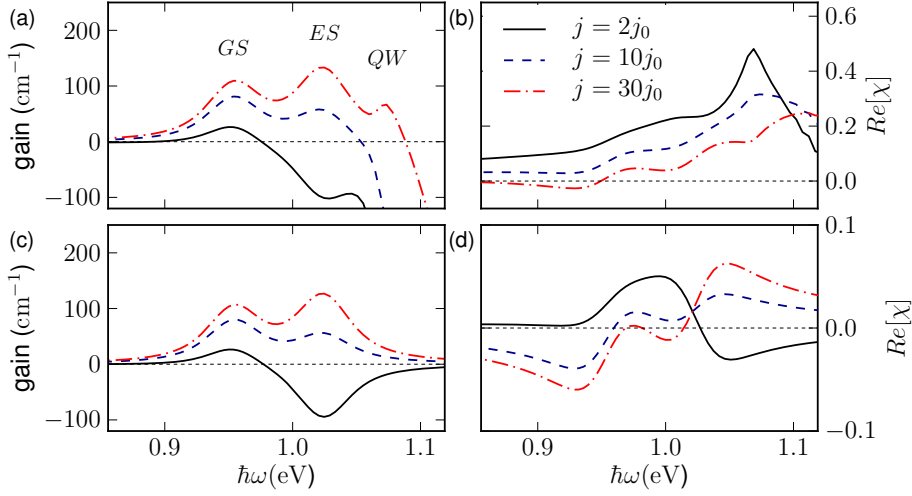 (a)
200
100
0
−100
gain (cm⁻¹)
GS
ES
QW
(b)
j = 2j₀
j = 10j₀
j = 30j₀
0.6
0.4
0.2
0.0
Re[χ]
(c)
200
100
0
−100
gain (cm⁻¹)
0.9 1.0 1.1
ħω(eV)
(d)
0.1
0.0
−0.1
Re[χ]
0.9 1.0 1.1
ħω(eV)